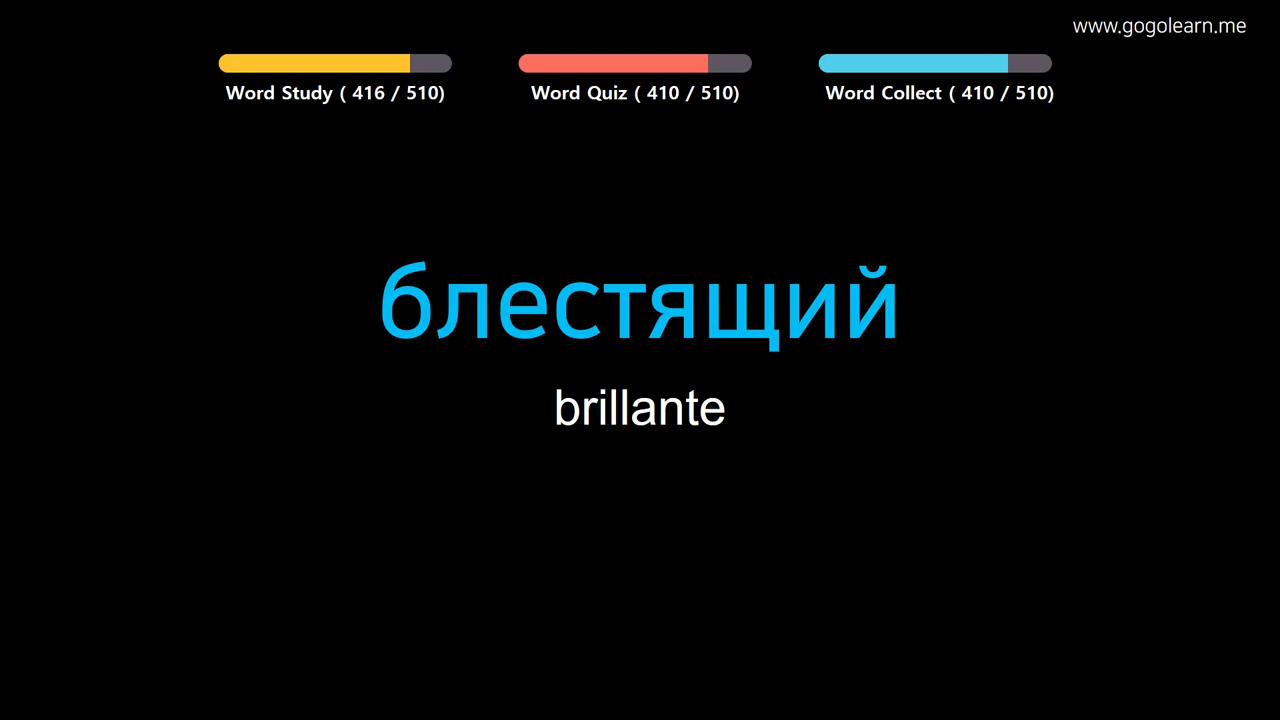 www.gogolearn.me
Word Study ( 416 / 510)
Word Quiz ( 410 / 510)
Word Collect ( 410 / 510)
блестящий
brillante